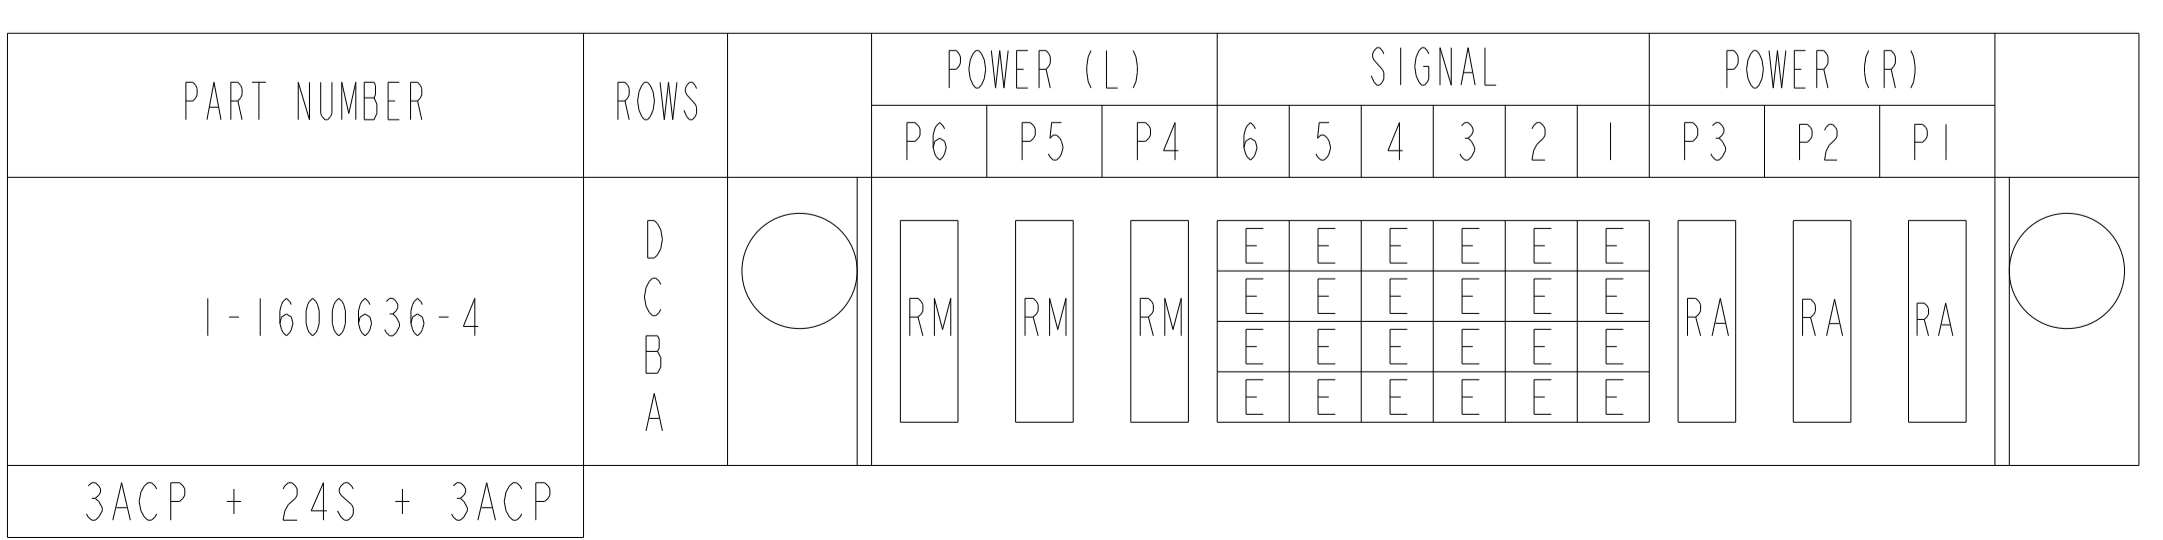 PART NUMBER ROWS POWER (L) SIGNAL POWER (R)
P6 P5 P4 6 5 4 3 2 1 P3 P2 P1
D E E E E E E
C E E E E E E
1-1600636-4 RM RM RM RA RA RA
B E E E E E E
A E E E E E E
3ACP + 24S + 3ACP